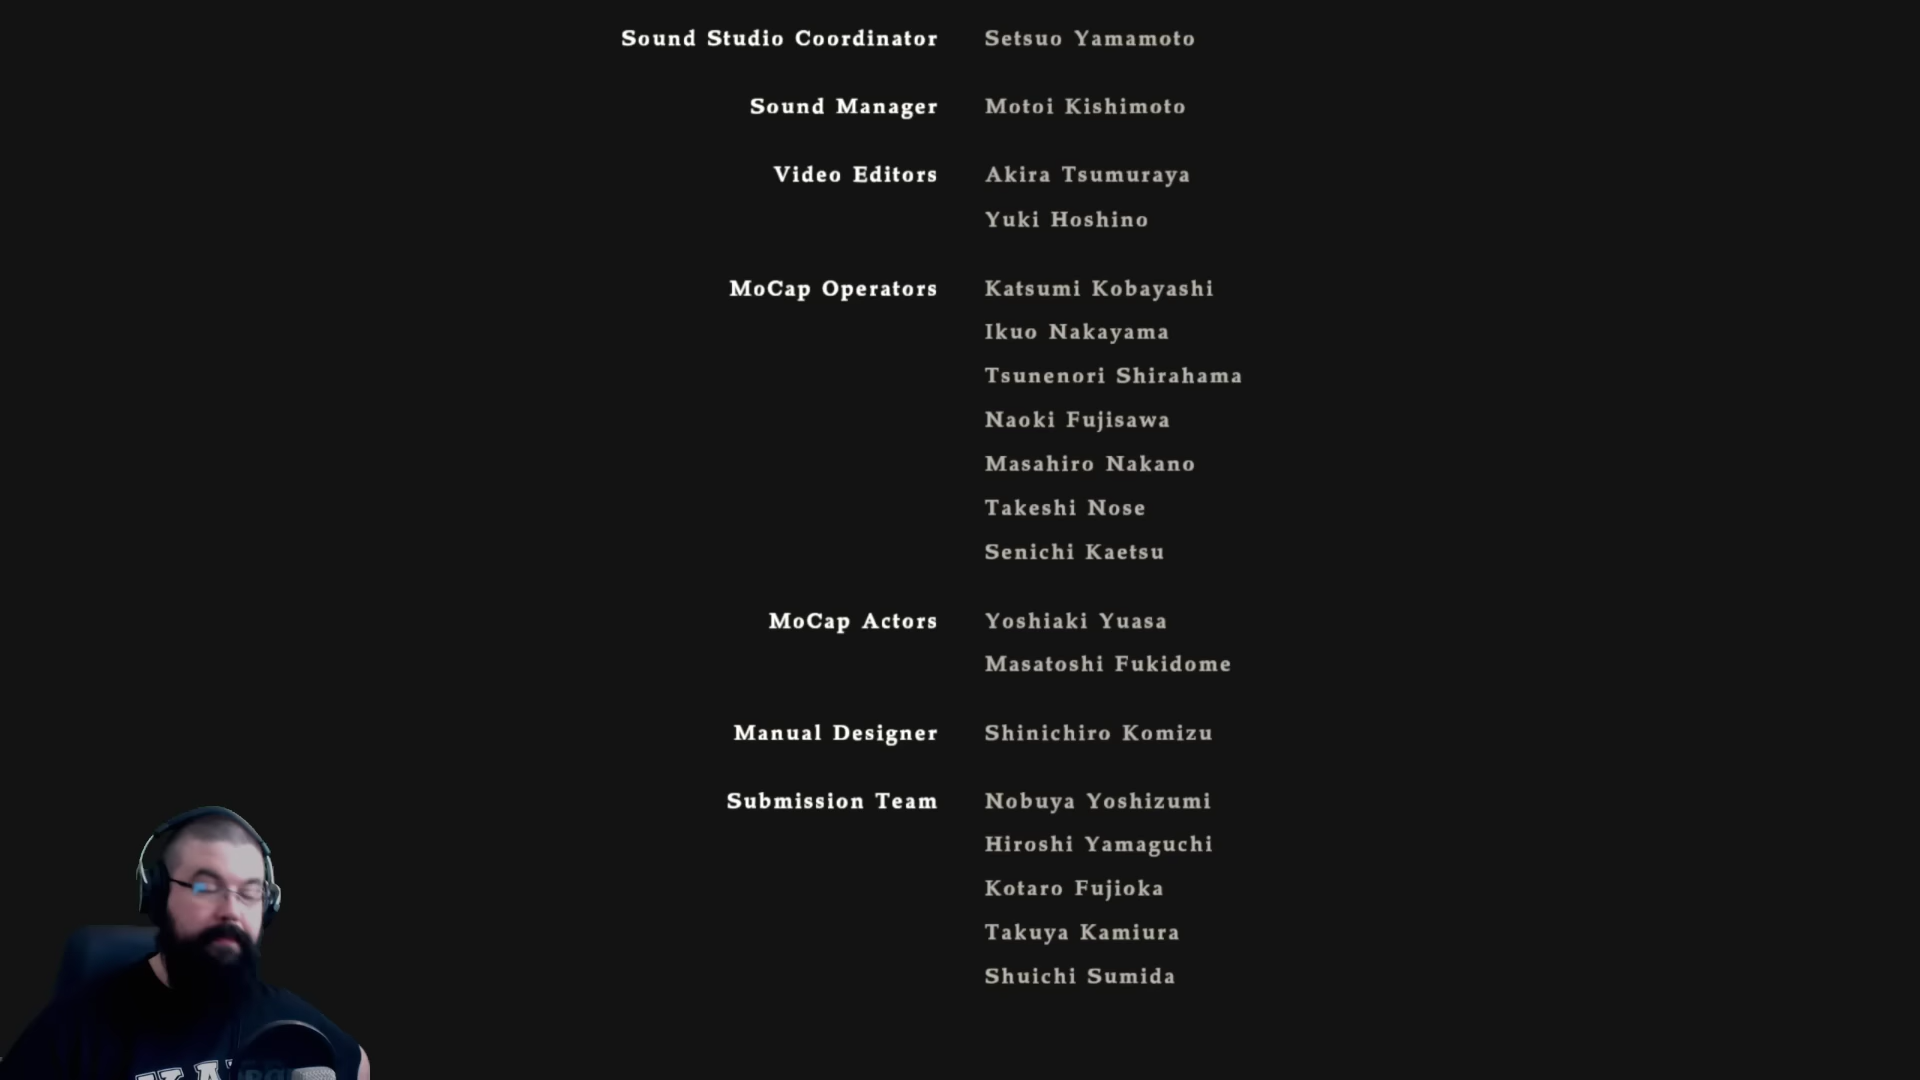 Sound Studio Coordinator Setsuo Yamamoto
Sound Manager Motoi Kishimoto
Video Editors Akira Tsumuraya
Yuki Hoshino
MoCap Operators Katsumi Kobayashi
Ikuo Nakayama
Tsunenori Shirahama
Naoki Fujisawa
Masahiro Nakano
Takeshi Nose
Senichi Kaetsu
MoCap Actors Yoshiaki Yuasa
Masatoshi Fukidome
Manual Designer Shinichiro Komizu
Submission Team Nobuya Yoshizumi
Hiroshi Yamaguchi
Kotaro Fujioka
Takuya Kamiura
Shuichi Sumida